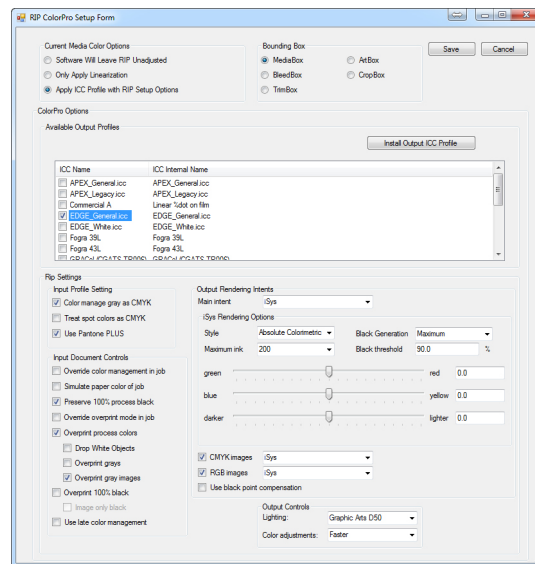 RIP ColorPro Setup Form
Current Media Color Options
Software Will Leave RIP Unadjusted
Only Apply Linearization
Apply ICC Profile with RIP Setup Options
Bounding Box
MediaBox
ArtBox
BleedBox
CropBox
TrimBox
Save
Cancel
ColorPro Options
Available Output Profiles
Install Output ICC Profile
ICC Name ICC Internal Name
APEX_General.icc APEX_General.icc
APEX_Legacy.icc APEX_Legacy.icc
Commercial A Linear %dot on film
EDGE_General.icc EDGE_General.icc
EDGE_White.icc EDGE_White.icc
Fogra 39L Fogra 39L
Fogra 43L Fogra 43L
Rip Settings
Input Profile Setting
Color manage gray as CMYK
Treat spot colors as CMYK
Use Pantone PLUS
Input Document Controls
Override color management in job
Simulate paper color of job
Preserve 100% process black
Override overprint mode in job
Overprint process colors
Drop White Objects
Overprint grays
Overprint gray images
Overprint 100% black
Image only black
Use late color management
Output Rendering Intents
Main intent iSys
iSys Rendering Options
Style Absolute Colorimetric Black Generation Maximum
Maximum ink 200 Black threshold 90.0 %
green red 0.0
blue yellow 0.0
darker lighter 0.0
CMYK images iSys
RGB images iSys
Use black point compensation
Output Controls
Lighting: Graphic Arts D50
Color adjustments: Faster